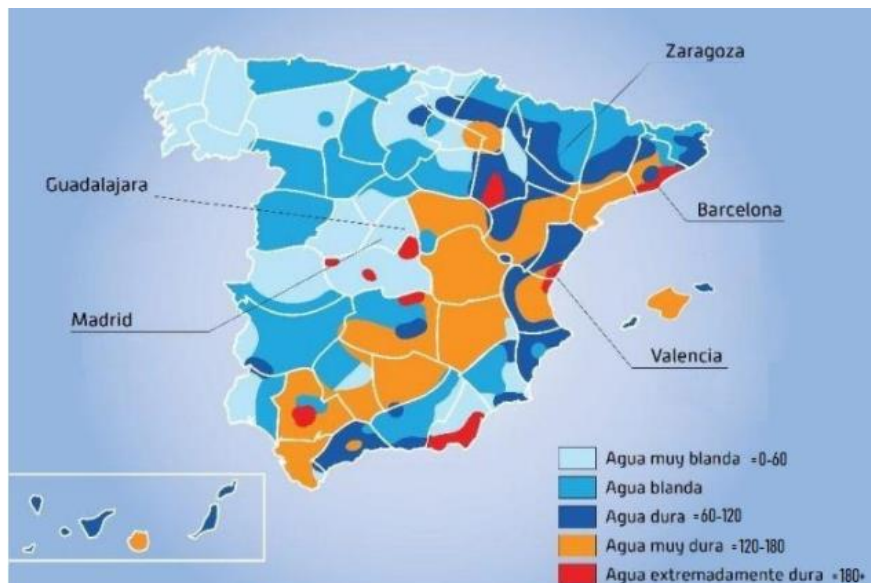 Zaragoza
Guadalajara
Barcelona
Madrid
Valencia
Agua muy blanda =0-60
Agua blanda
Agua dura =60-120
Agua muy dura =120-180
Agua extremadamente dura =180+